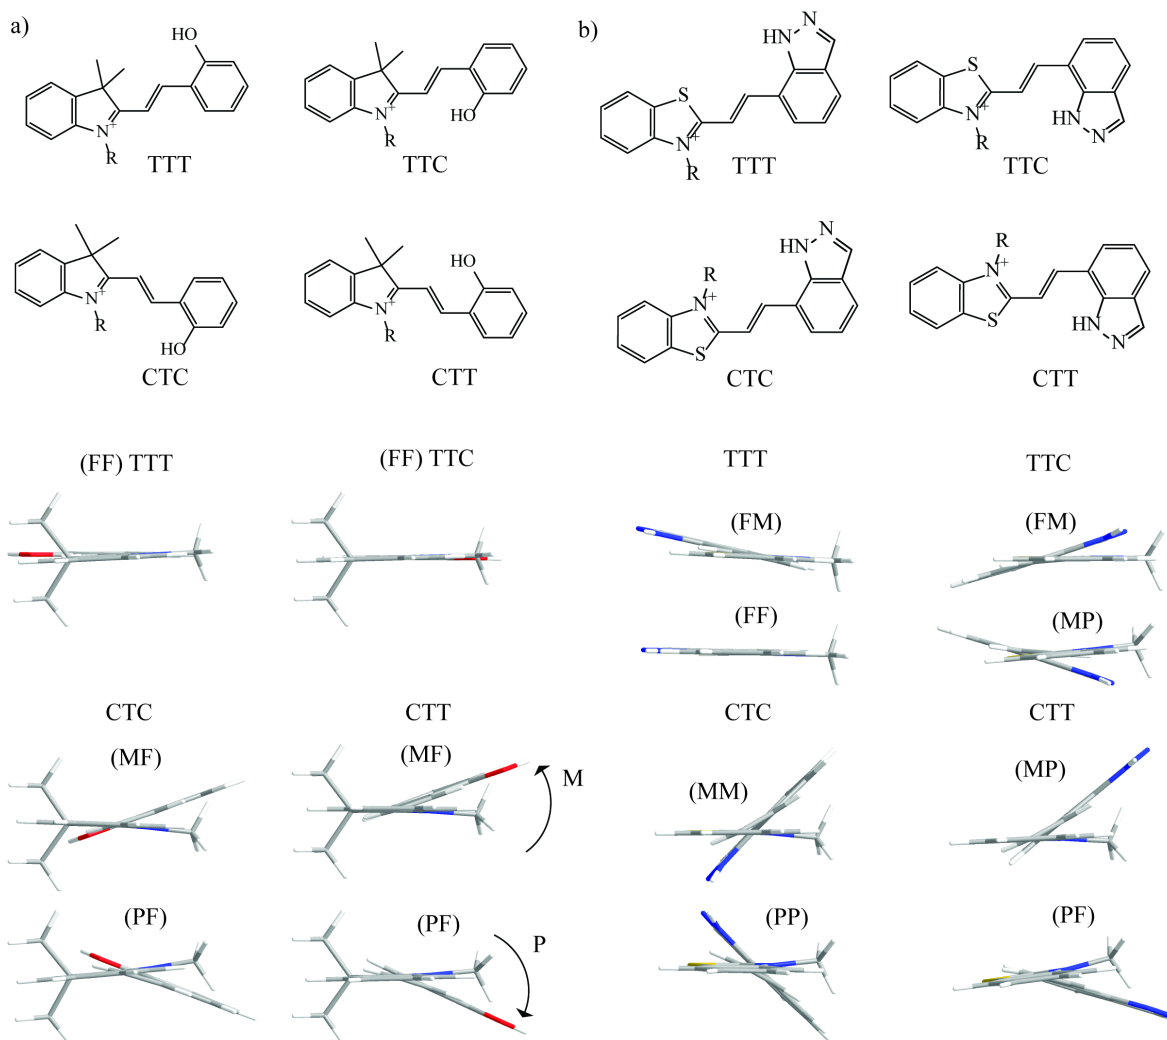 a)
b)
HO
N+
R
TTT
HO
N+
R
TTC
N
HN
S
N+
R
TTT
S
N+
R
HN
N
TTC
N+
R
HO
CTC
HO
N+
R
CTT
N
HN
R
N+
S
CTC
R
N+
S
HN
N
CTT
(FF) TTT
(FF) TTC
TTT
TTC
(FM)
(FM)
(FF)
(MP)
CTC
CTT
CTC
CTT
(MF)
(MF)
M
(MM)
(MP)
(PF)
(PF)
P
(PP)
(PF)